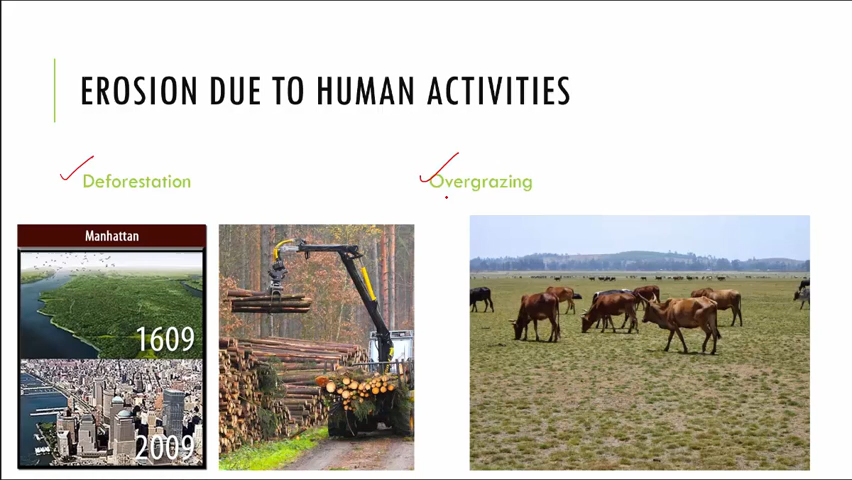 EROSION DUE TO HUMAN ACTIVITIES
Deforestation
Overgrazing
Manhattan
1609
2009